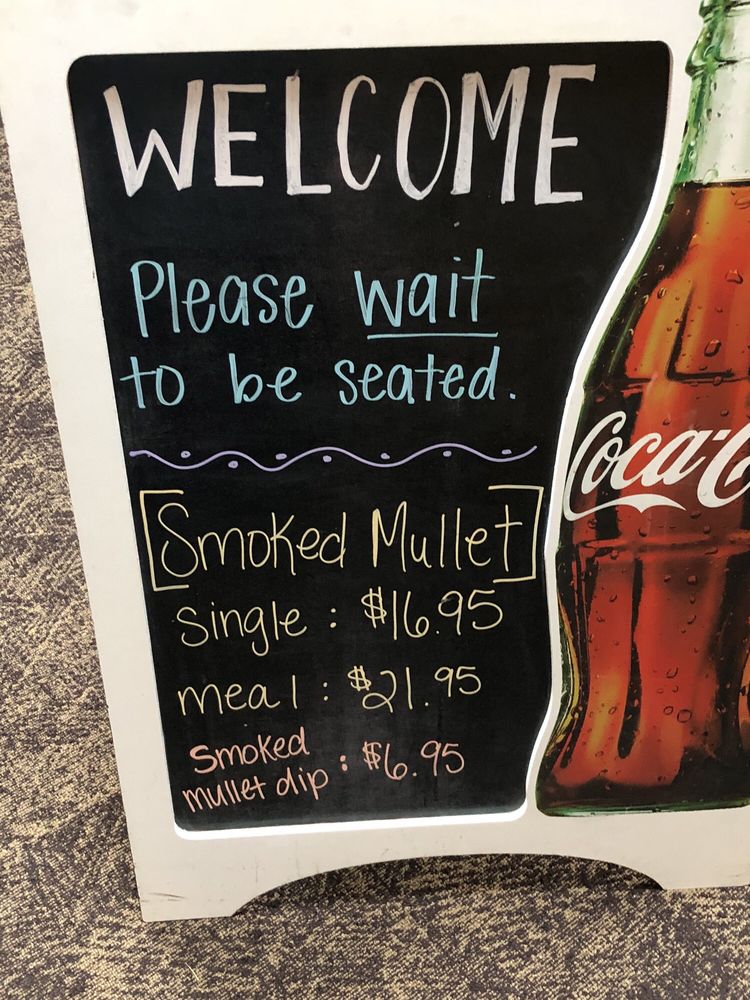 WELCOME
Please wait
to be seated.
[Smoked Mullet]
single : $16.95
meal : $21.95
Smoked
mullet dip : $6.95
Coca-C